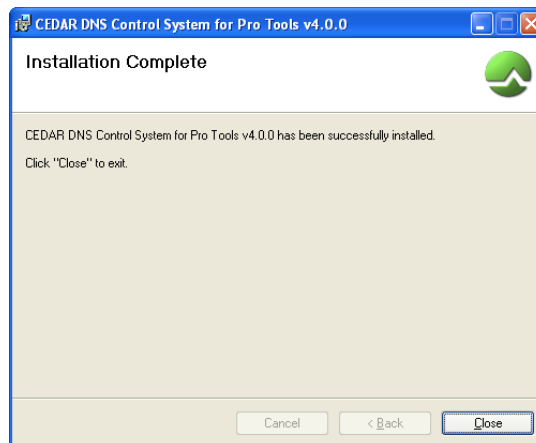 CEDAR DNS Control System for Pro Tools v4.0.0
Installation Complete
CEDAR DNS Control System for Pro Tools v4.0.0 has been successfully installed.
Click "Close" to exit.
Cancel
< Back
Close